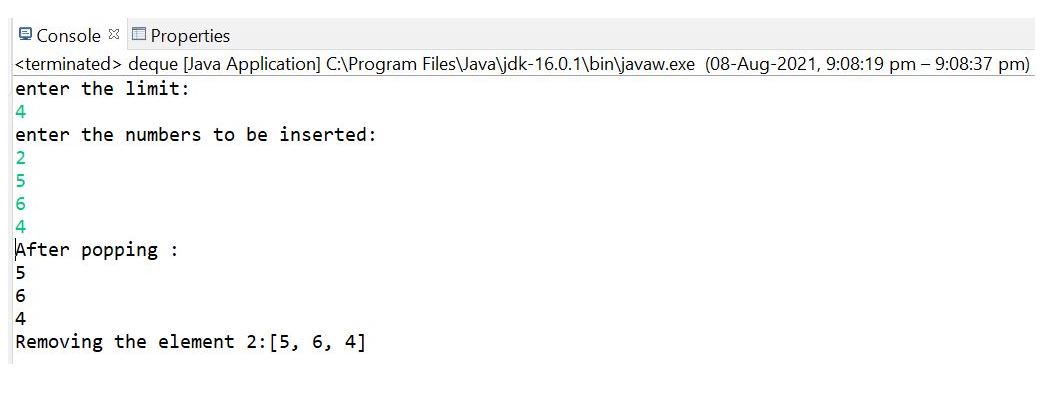 Console Properties
<terminated> deque [Java Application] C:\Program Files\Java\jdk-16.0.1\bin\javaw.exe (08-Aug-2021, 9:08:19 pm – 9:08:37 pm)
enter the limit:
4
enter the numbers to be inserted:
2
5
6
4
After popping :
5
6
4
Removing the element 2:[5, 6, 4]